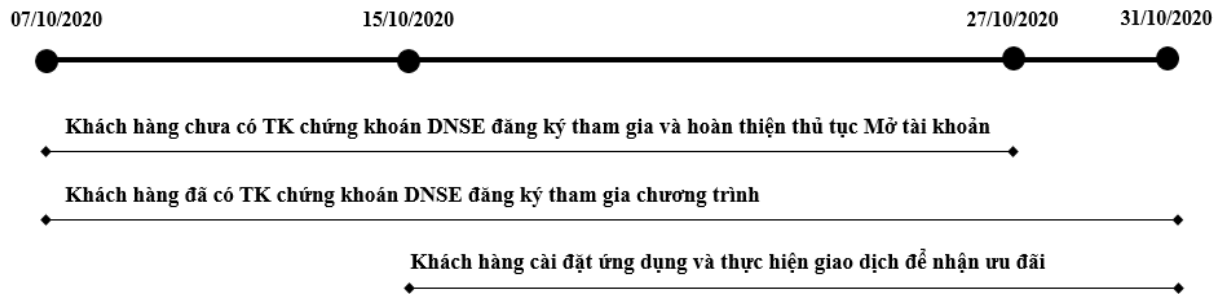 07/10/2020 15/10/2020 27/10/2020 31/10/2020
Khách hàng chưa có TK chứng khoán DNSE đăng ký tham gia và hoàn thiện thủ tục Mở tài khoản
Khách hàng đã có TK chứng khoán DNSE đăng ký tham gia chương trình
Khách hàng cài đặt ứng dụng và thực hiện giao dịch để nhận ưu đãi